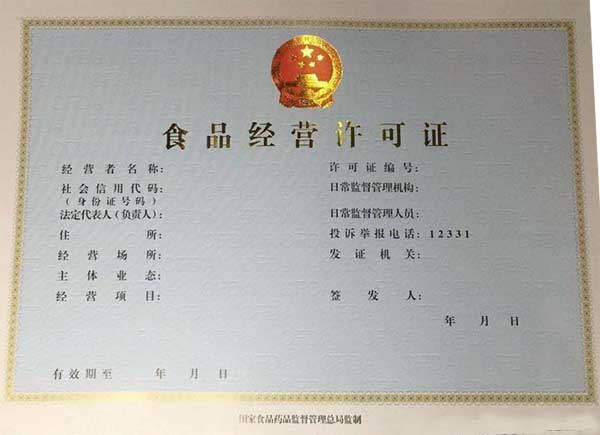 食品经营许可证
经营者名称: 许可证编号:
社会信用代码: 日常监督管理机构:
(身份证号码)
法定代表人(负责人): 日常监督管理人员:
住所: 投诉举报电话:12331
经营场所: 发证机关:
主体业态:
经营项目: 签发人:
年 月 日
有效期至 年 月 日
国家食品药品监督管理总局监制